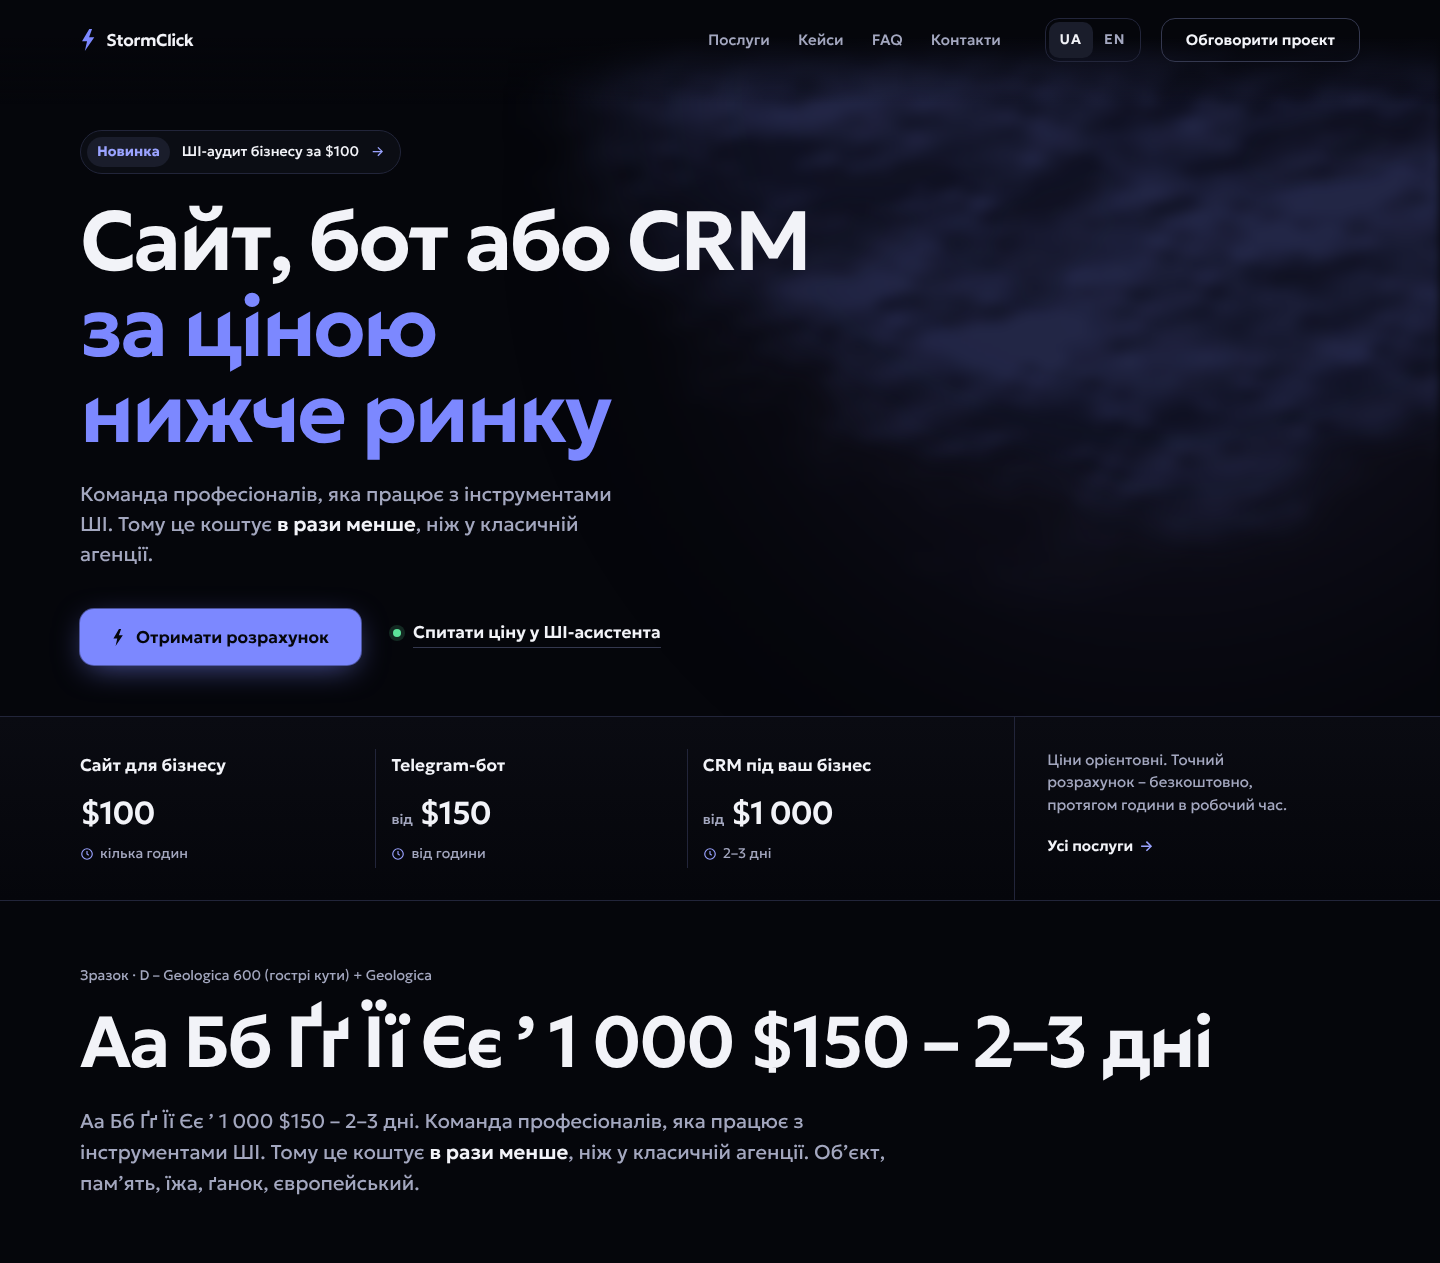 StormClick
Послуги Кейси FAQ Контакти UA EN Обговорити проєкт
Новинка ШІ-аудит бізнесу за $100 →
Сайт, бот або CRM
за ціною
нижче ринку
Команда професіоналів, яка працює з інструментами
ШІ. Тому це коштує в рази менше, ніж у класичній
агенції.
Отримати розрахунок
Спитати ціну у ШІ-асистента
Сайт для бізнесу
$100
кілька годин
Telegram-бот
від $150
від години
CRM під ваш бізнес
від $1 000
2–3 дні
Ціни орієнтовні. Точний
розрахунок – безкоштовно,
протягом години в робочий час.
Усі послуги →
Зразок · D – Geologica 600 (гострі кути) + Geologica
Аа Бб Ґґ Її Єє ’ 1 000 $150 – 2–3 дні
Аа Бб Ґґ Її Єє ’ 1 000 $150 – 2–3 дні. Команда професіоналів, яка працює з
інструментами ШІ. Тому це коштує в рази менше, ніж у класичній агенції. Об’єкт,
пам’ять, їжа, ґанок, європейський.